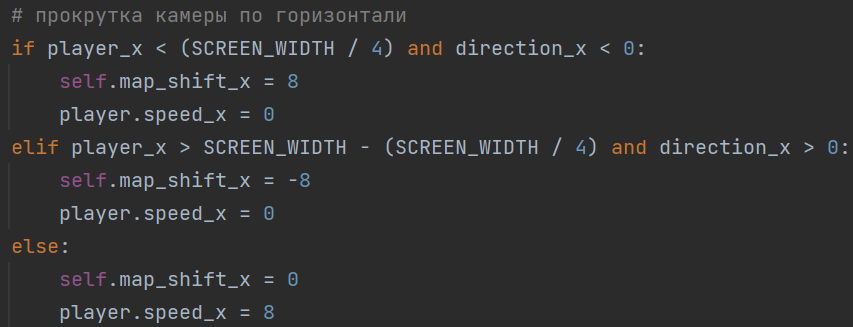 # прокрутка камеры по горизонтали
if player_x < (SCREEN_WIDTH / 4) and direction_x < 0:
    self.map_shift_x = 8
    player.speed_x = 0
elif player_x > SCREEN_WIDTH - (SCREEN_WIDTH / 4) and direction_x > 0:
    self.map_shift_x = -8
    player.speed_x = 0
else:
    self.map_shift_x = 0
    player.speed_x = 8